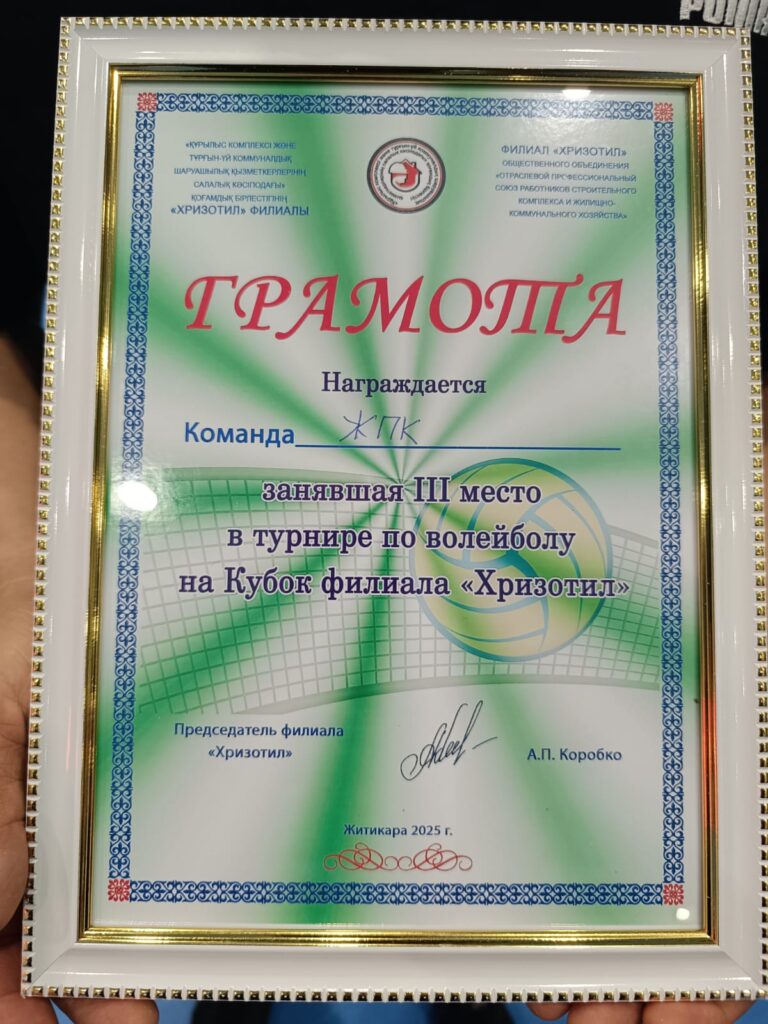 «ҚҰРЫЛЫС КОМПЛЕКСІ ЖӘНЕ
ТҰРҒЫН-ҮЙ КОММУНАЛДЫҚ
ШАРУАШЫЛЫҚ ҚЫЗМЕТКЕРЛЕРІНІҢ
САЛАЛЫҚ КӘСІПОДАҒЫ»
ҚОҒАМДЫҚ БІРЛЕСТІГІНІҢ
«ХРИЗОТИЛ» ФИЛИАЛЫ
ФИЛИАЛ «ХРИЗОТИЛ»
ОБЩЕСТВЕННОГО ОБЪЕДИНЕНИЯ
«ОТРАСЛЕВОЙ ПРОФЕССИОНАЛЬНЫЙ
СОЮЗ РАБОТНИКОВ СТРОИТЕЛЬНОГО
КОМПЛЕКСА И ЖИЛИЩНО-
КОММУНАЛЬНОГО ХОЗЯЙСТВА»
ГРАМОТА
Награждается
Команда ЖПК
занявшая III место
в турнире по волейболу
на Кубок филиала «Хризотил»
Председатель филиала
«Хризотил»
А.П. Коробко
Житикара 2025 г.